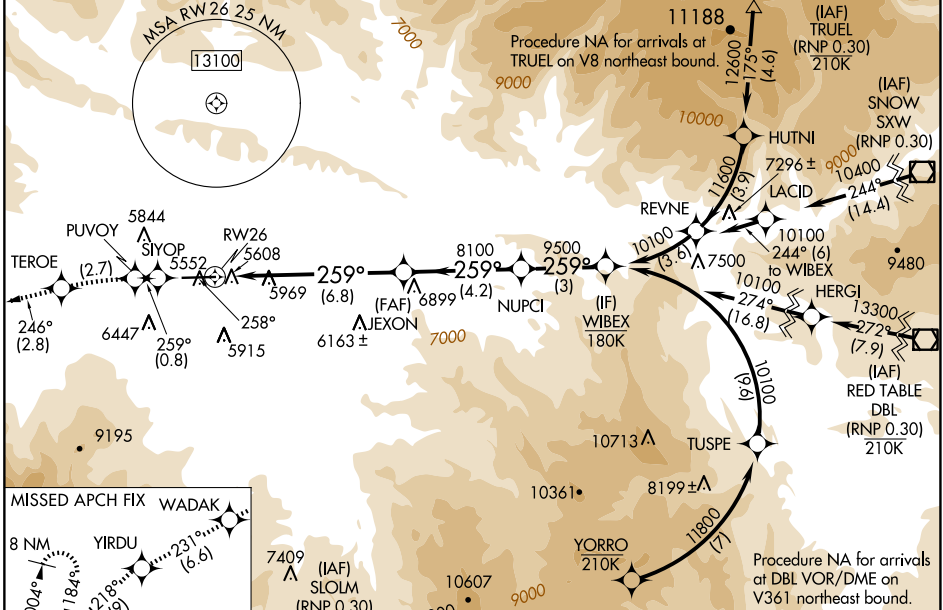 MSA RW26 25 NM
13100
7000
11188
Procedure NA for arrivals at
TRUEL on V8 northeast bound.
(IAF)
TRUEL
(RNP 0.30)
210K
12600
175°
(4.6)
9000
10000
HUTNI
(IAF)
SNOW
SXW
(RNP 0.30)
9000
7296 ±
11600
(3.9)
LACID
10400
244°
(14.4)
REVNE
10100
(3.6)
7500
10100
244° (6)
to WIBEX
9480
5844
PUVOY
SIYOP
RW26
5608
5552
TEROE
(2.7)
5969
259°
(6.8)
8100
259°
(4.2)
9500
259°
(3)
(FAF)
JEXON
6899
NUPCI
(IF)
WIBEX
180K
10100
274°
(16.8)
HERGI
13300
272°
(7.9)
246°
(2.8)
6447
259°
(0.8)
258°
5915
6163 ±
7000
(IAF)
RED TABLE
DBL
(RNP 0.30)
210K
10100
(9.6)
9195
10713
TUSPE
10361
8199 ±
11800
(7)
YORRO
210K
MISSED APCH FIX
WADAK
8 NM
YIRDU
231°
(6.6)
004°
184°
218°
7409
(IAF)
SLOLM
(RNP 0.30)
10607
9000
Procedure NA for arrivals
at DBL VOR/DME on
V361 northeast bound.